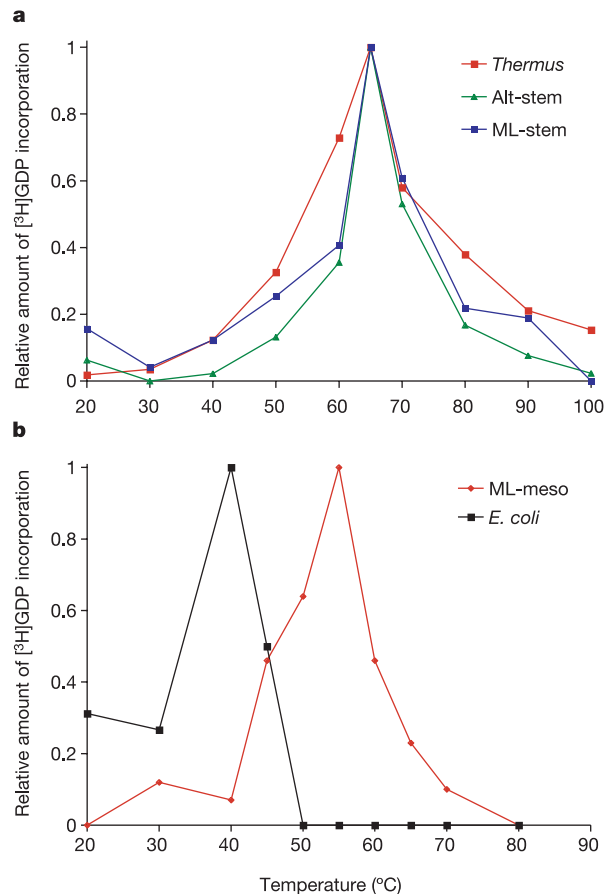 a
Relative amount of [³H]GDP incorporation
1
0.8
0.6
0.4
0.2
0
20 30 40 50 60 70 80 90 100
Thermus
Alt-stem
ML-stem
b
Relative amount of [³H]GDP incorporation
1
0.8
0.6
0.4
0.2
0
20 30 40 50 60 70 80 90
ML-meso
E. coli
Temperature (ºC)